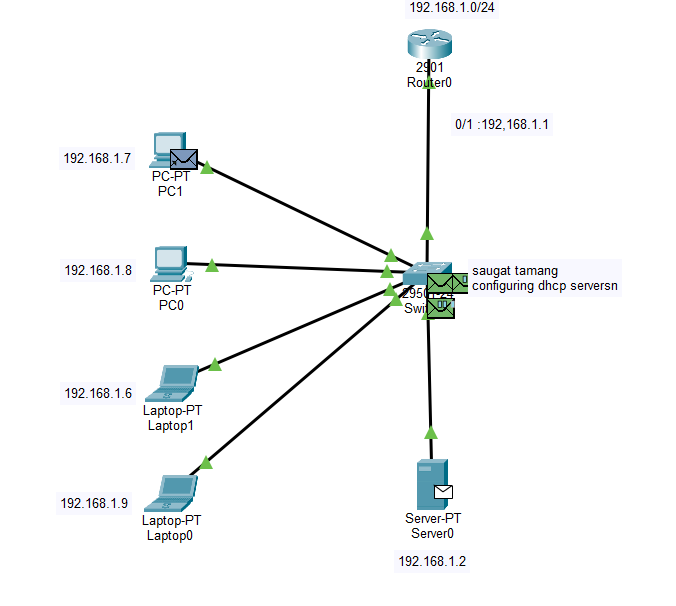 192.168.1.0/24
2901
Router0
0/1 :192,168.1.1
192.168.1.7
PC-PT
PC1
192.168.1.8
PC-PT
PC0
saugat tamang
configuring dhcp serversn
192.168.1.6
Laptop-PT
Laptop1
192.168.1.9
Laptop-PT
Laptop0
Server-PT
Server0
192.168.1.2